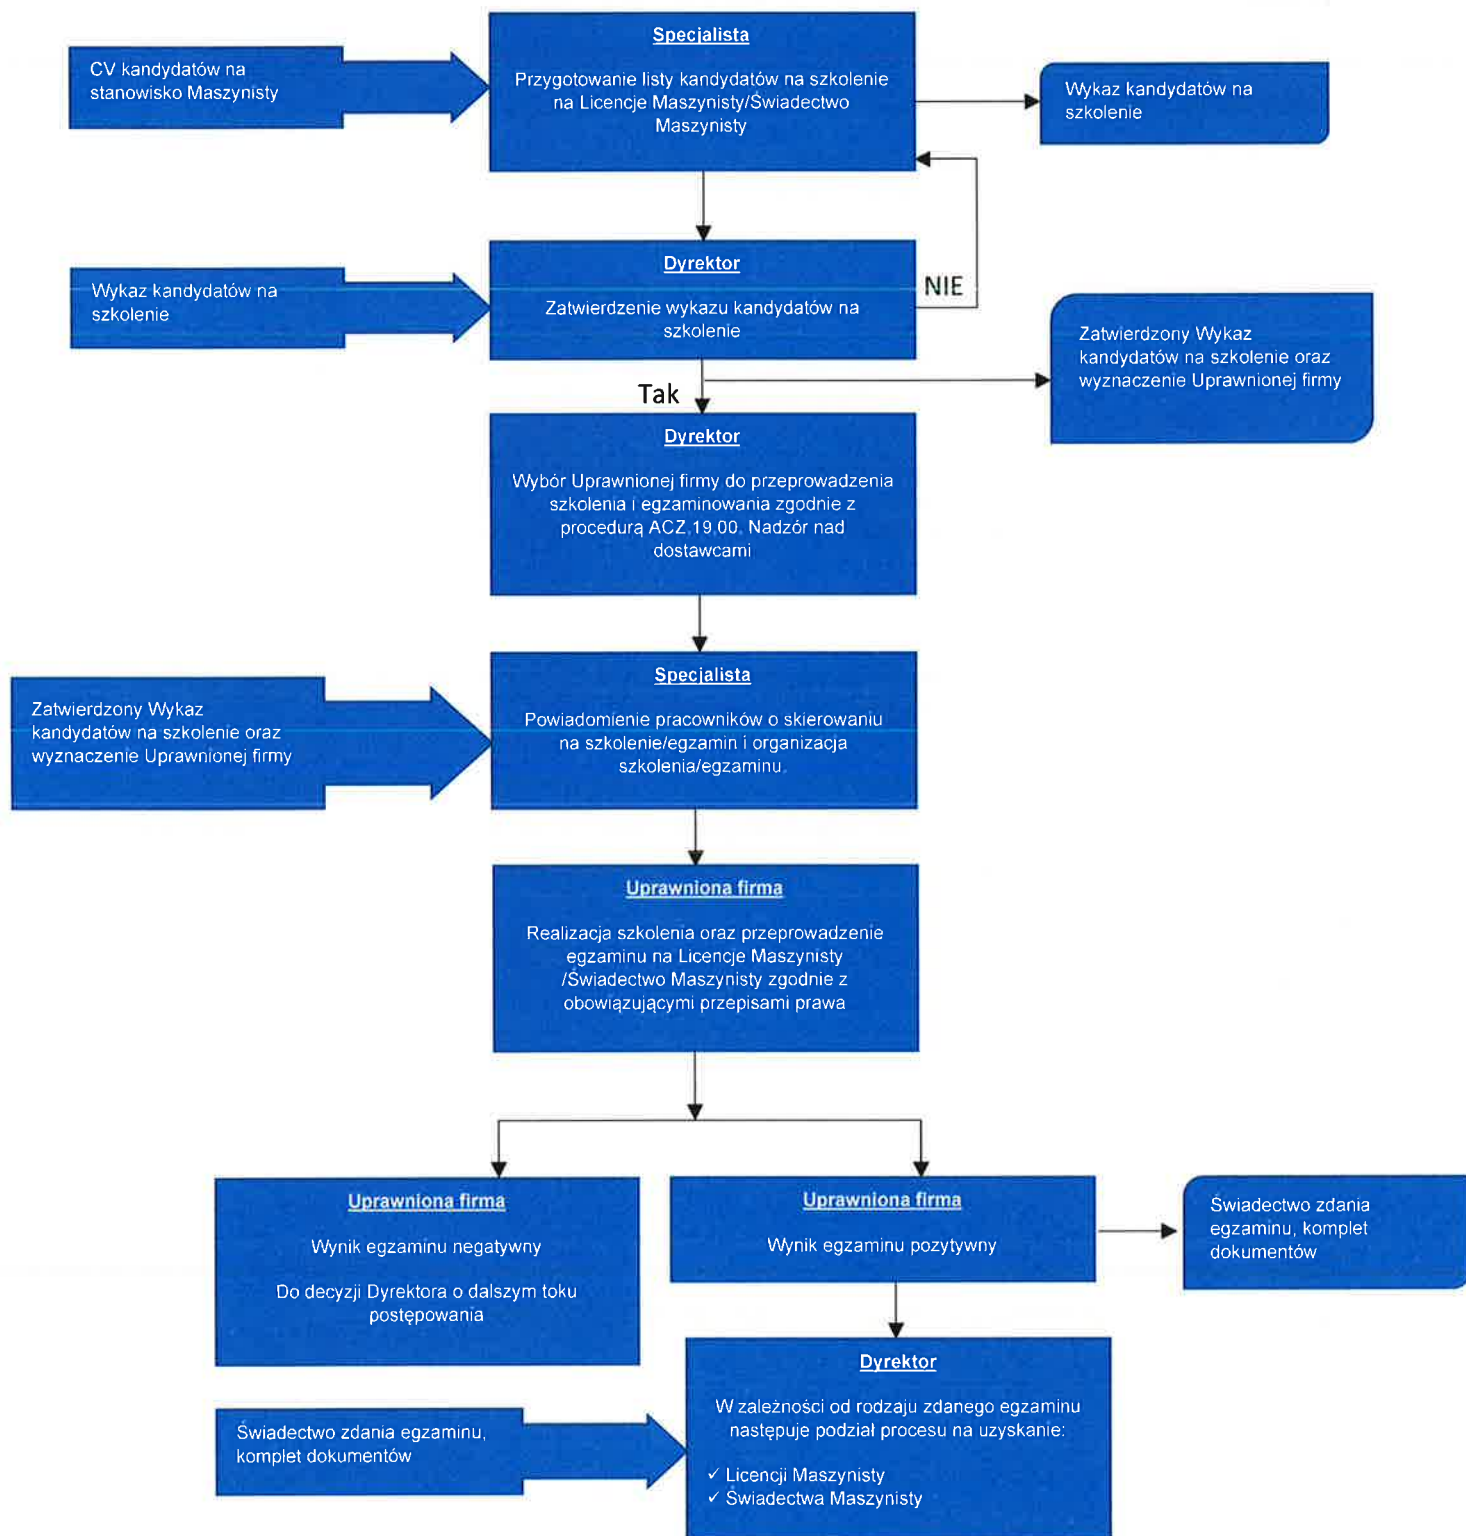 Specjalista
Przygotowanie listy kandydatów na szkolenie
na Licencje Maszynisty/Świadectwo
Maszynisty
CV kandydatów na
stanowisko Maszynisty
Wykaz kandydatów na
szkolenie
Dyrektor
Zatwierdzenie wykazu kandydatów na
szkolenie
Wykaz kandydatów na
szkolenie
NIE
Zatwierdzony Wykaz
kandydatów na szkolenie oraz
wyznaczenie Uprawnionej firmy
Tak
Dyrektor
Wybór Uprawnionej firmy do przeprowadzenia
szkolenia i egzaminowania zgodnie z
procedurą ACZ.19.00. Nadzór nad
dostawcami
Specjalista
Powiadomienie pracowników o skierowaniu
na szkolenie/egzamin i organizacja
szkolenia/egzaminu.
Zatwierdzony Wykaz
kandydatów na szkolenie oraz
wyznaczenie Uprawnionej firmy
Uprawniona firma
Realizacja szkolenia oraz przeprowadzenie
egzaminu na Licencje Maszynisty
/Świadectwo Maszynisty zgodnie z
obowiązującymi przepisami prawa
Uprawniona firma
Wynik egzaminu negatywny
Do decyzji Dyrektora o dalszym toku
postępowania
Uprawniona firma
Wynik egzaminu pozytywny
Świadectwo zdania
egzaminu, komplet
dokumentów
Dyrektor
W zależności od rodzaju zdanego egzaminu
następuje podział procesu na uzyskanie:
✓ Licencji Maszynisty
✓ Świadectwa Maszynisty
Świadectwo zdania egzaminu,
komplet dokumentów